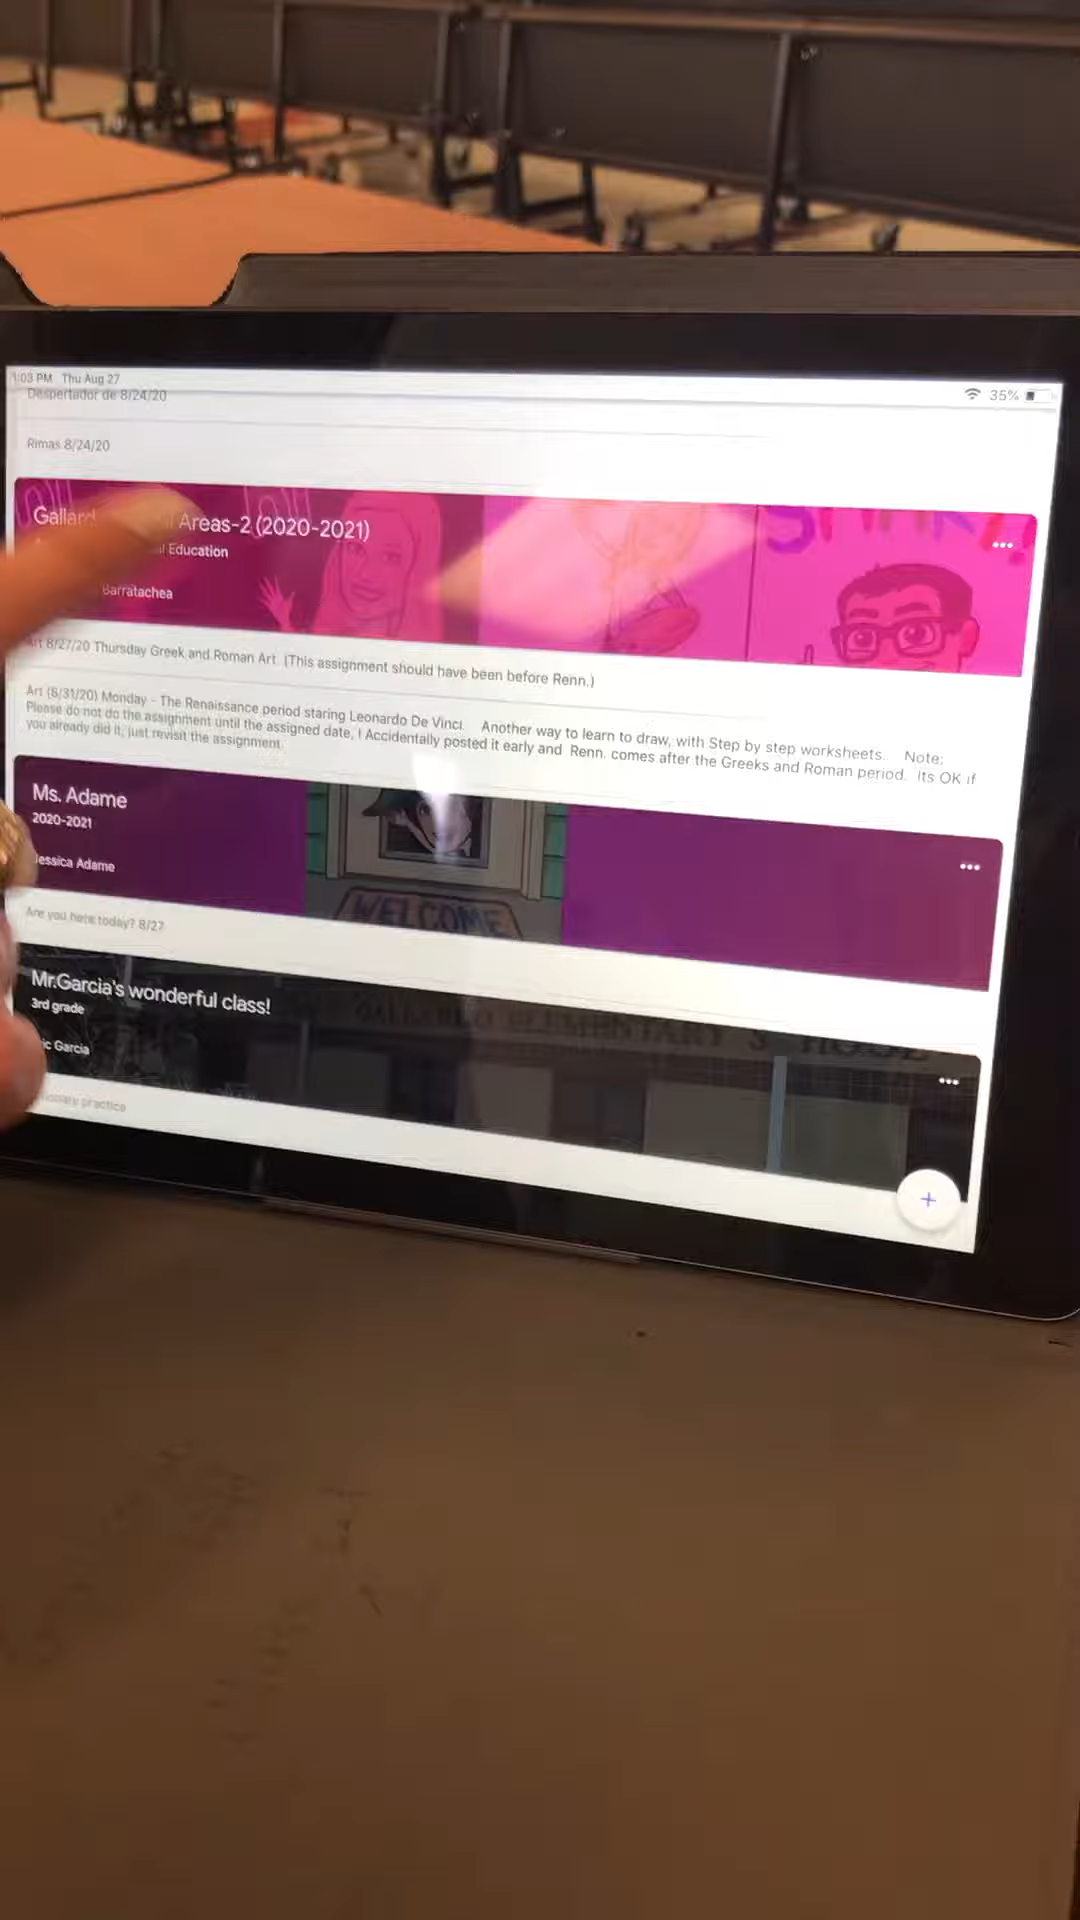 1:03 PM Thu Aug 27
35%
Despertador de 8/24/20
Rimas 8/24/20
Areas-2 (2020-2021)
Education
Barratachea
Art 8/27/20 Thursday Greek and Roman Art. (This assignment should have been before Renn.)
Art (8/31/20) Monday - The Renaissance period staring Leonardo De Vinci. Another way to learn to draw, with Step by step worksheets. Note:
Please do not do the assignment until the assigned date, I Accidentally posted it early and Renn. comes after the Greeks and Roman period. Its OK if
you already did it, just revisit the assignment.
Ms. Adame
2020-2021
Jessica Adame
WELCOME
Are you here today? 8/27
Mr.Garcia's wonderful class!
3rd grade
Garcia
practice